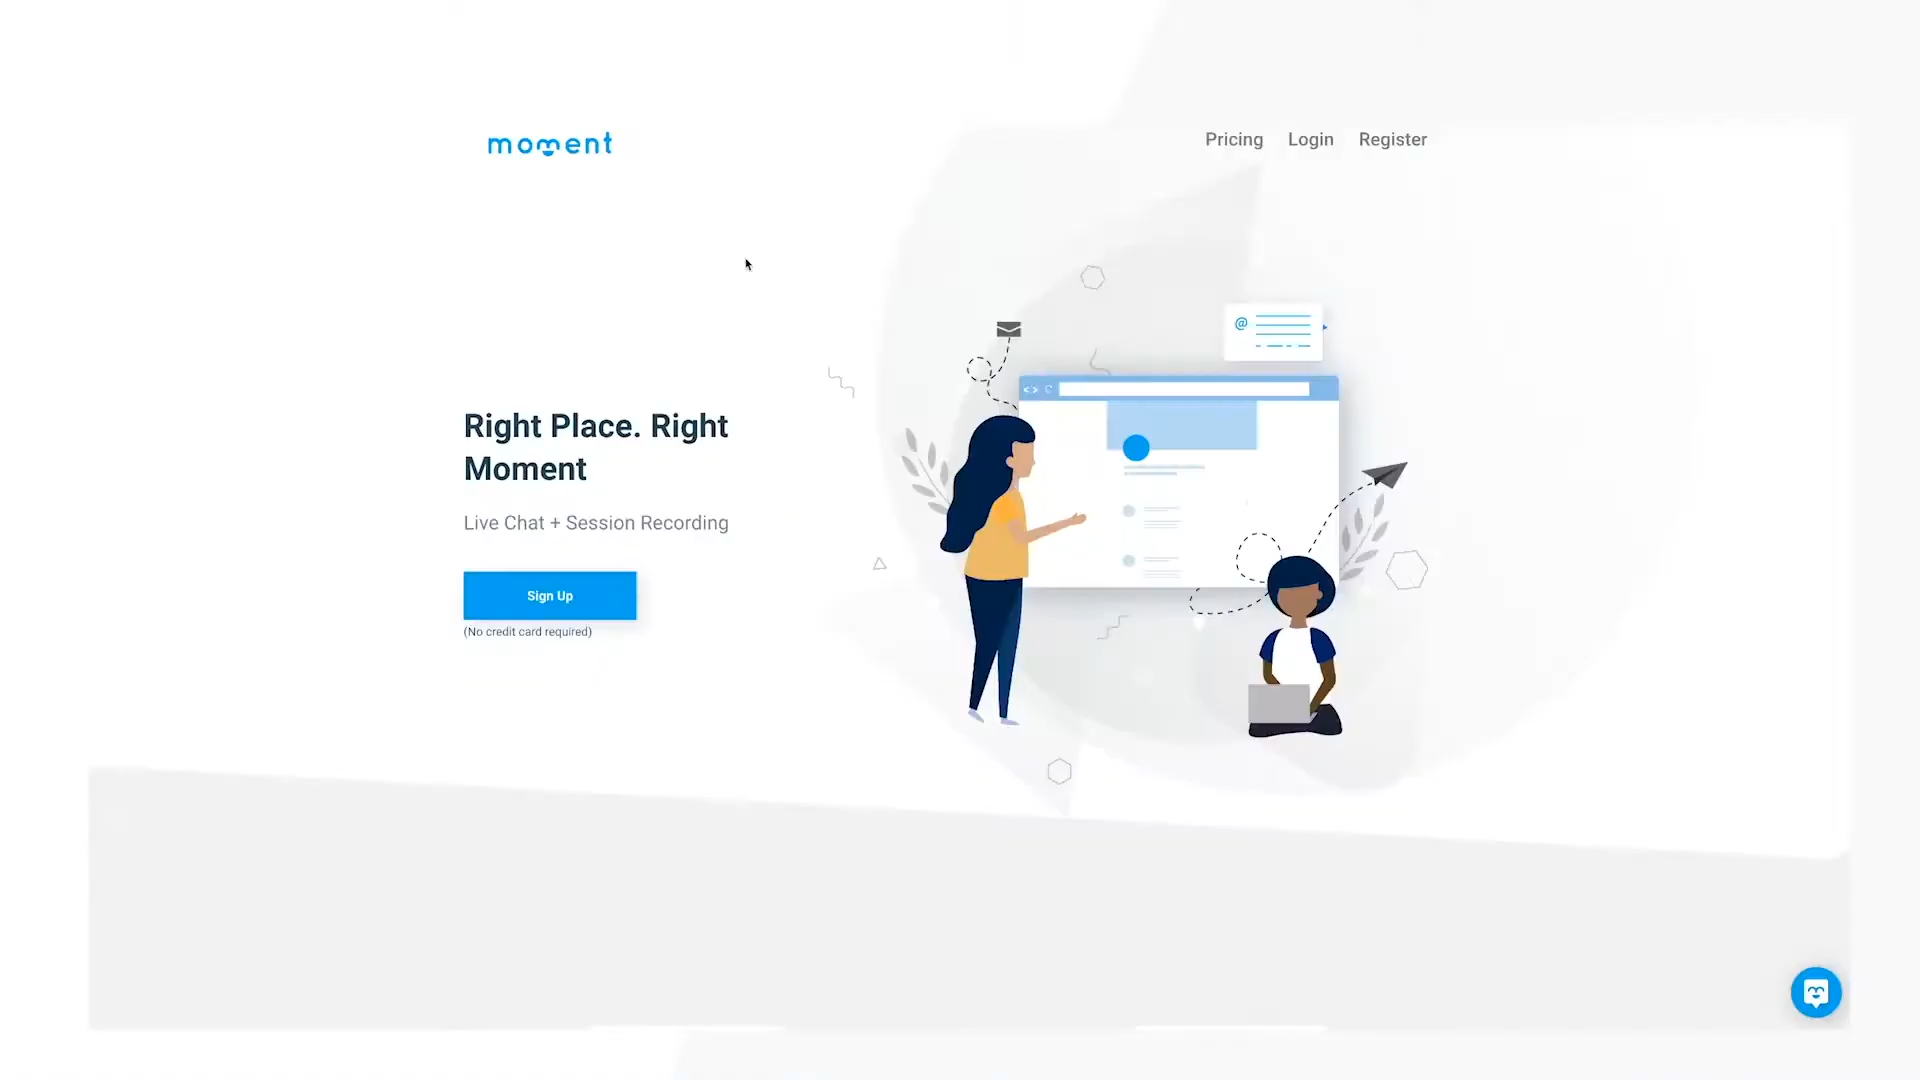 moment
Pricing Login Register
@
Right Place. Right
Moment
Live Chat + Session Recording
Sign Up
(No credit card required)